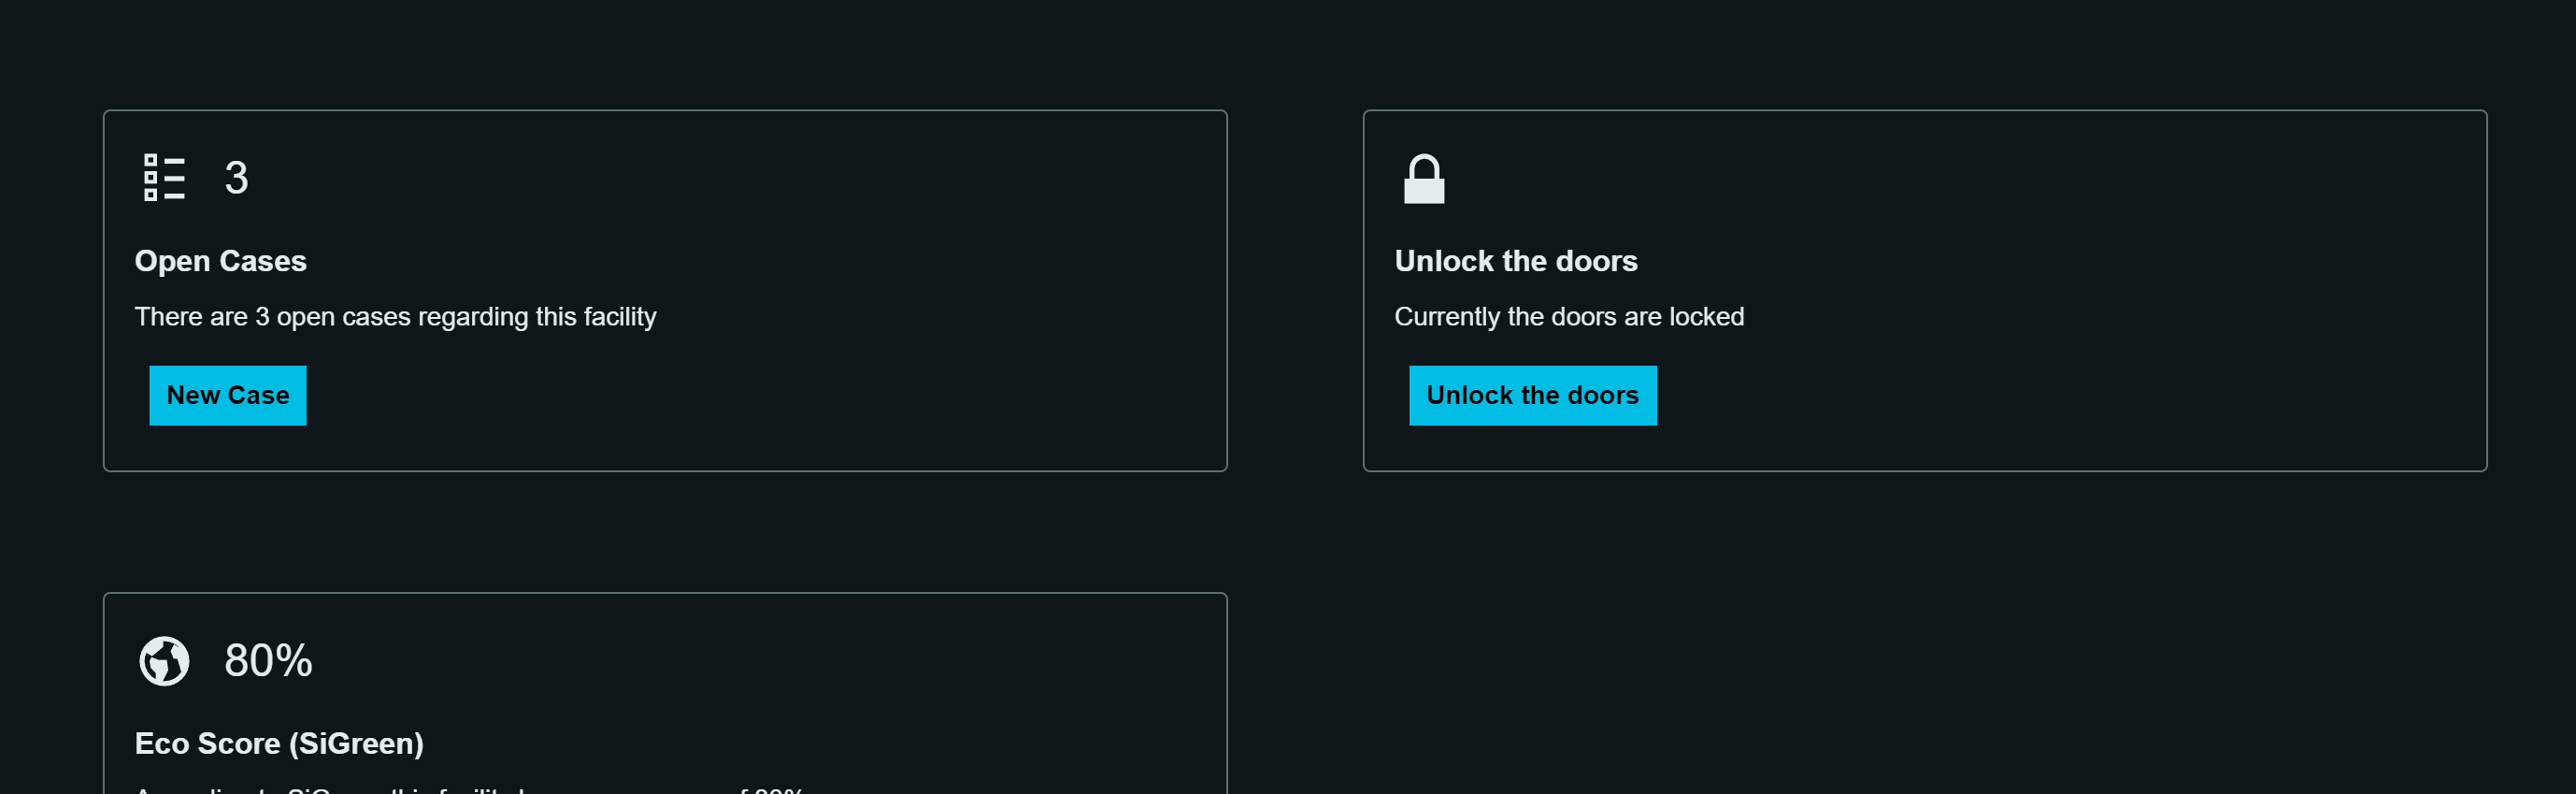 3
Open Cases
There are 3 open cases regarding this facility
New Case
Unlock the doors
Currently the doors are locked
Unlock the doors
80%
Eco Score (SiGreen)